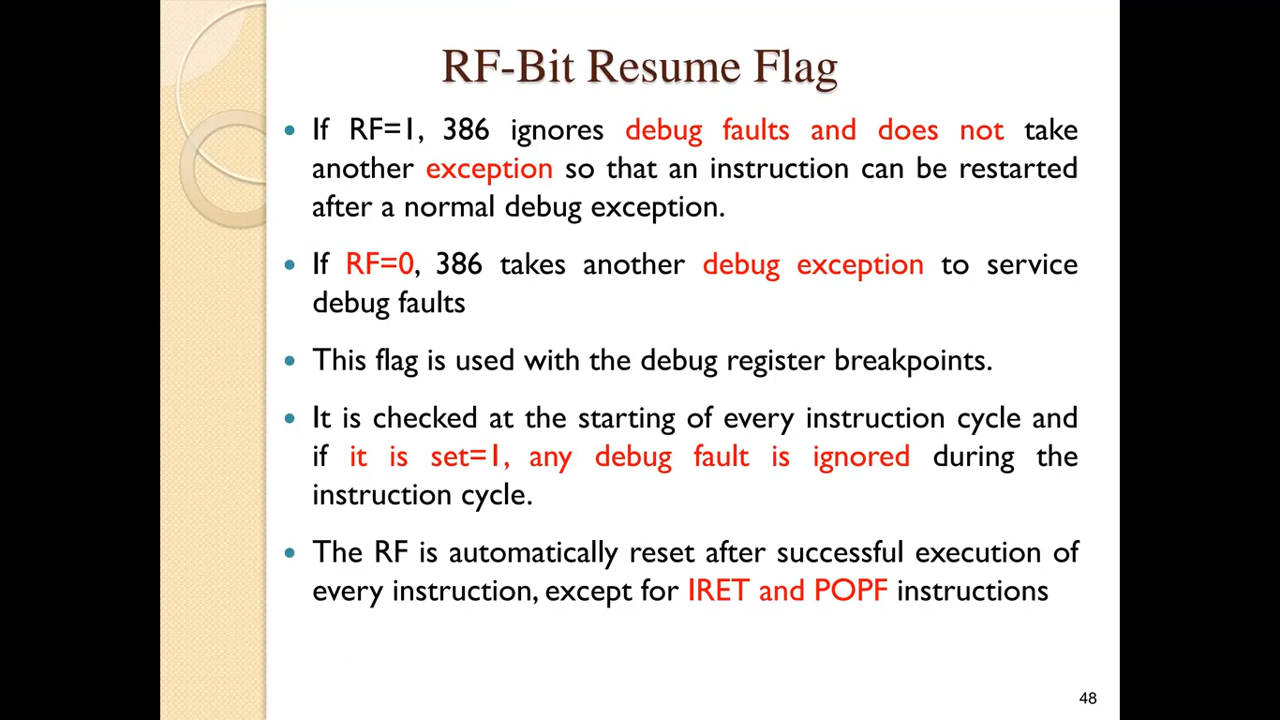 RF-Bit Resume Flag
• If RF=1, 386 ignores debug faults and does not take
another exception so that an instruction can be restarted
after a normal debug exception.
• If RF=0, 386 takes another debug exception to service
debug faults
• This flag is used with the debug register breakpoints.
• It is checked at the starting of every instruction cycle and
if it is set=1, any debug fault is ignored during the
instruction cycle.
• The RF is automatically reset after successful execution of
every instruction, except for IRET and POPF instructions
48